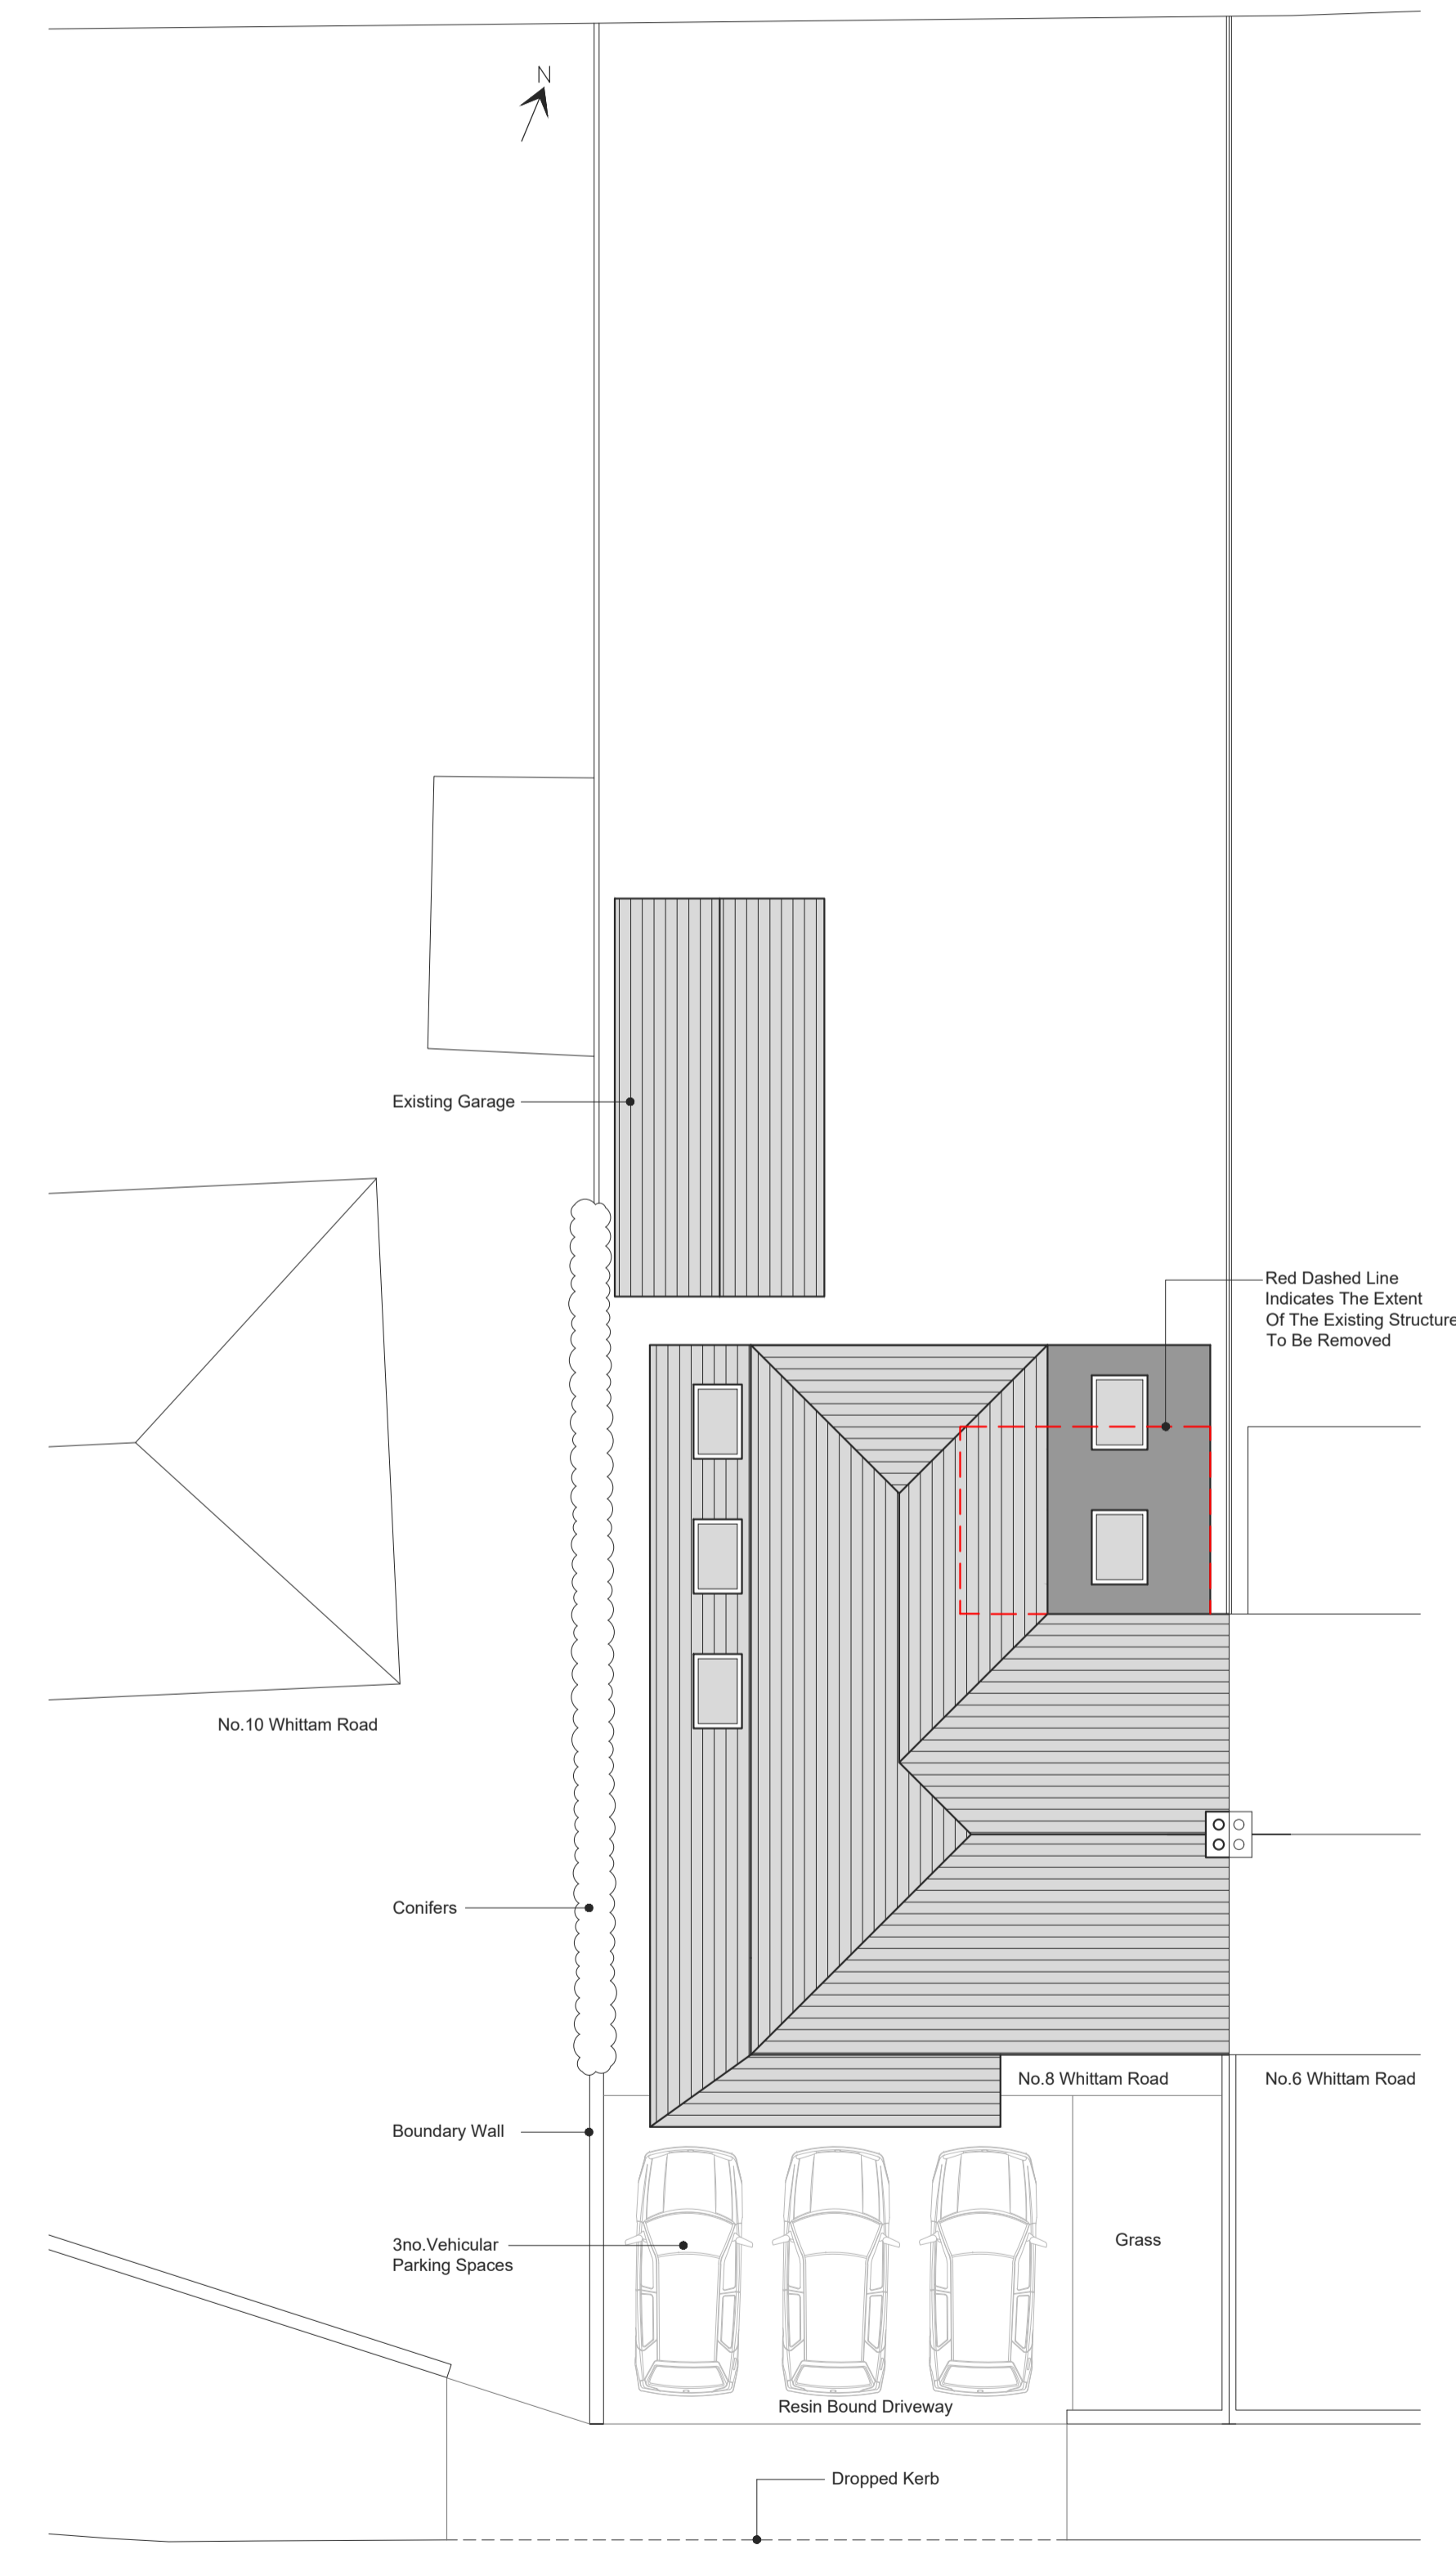 N
Existing Garage
Red Dashed Line
Indicates The Extent
Of The Existing Structure
To Be Removed
No.10 Whittam Road
Conifers
No.8 Whittam Road
No.6 Whittam Road
Boundary Wall
3no.Vehicular
Parking Spaces
Grass
Resin Bound Driveway
Dropped Kerb